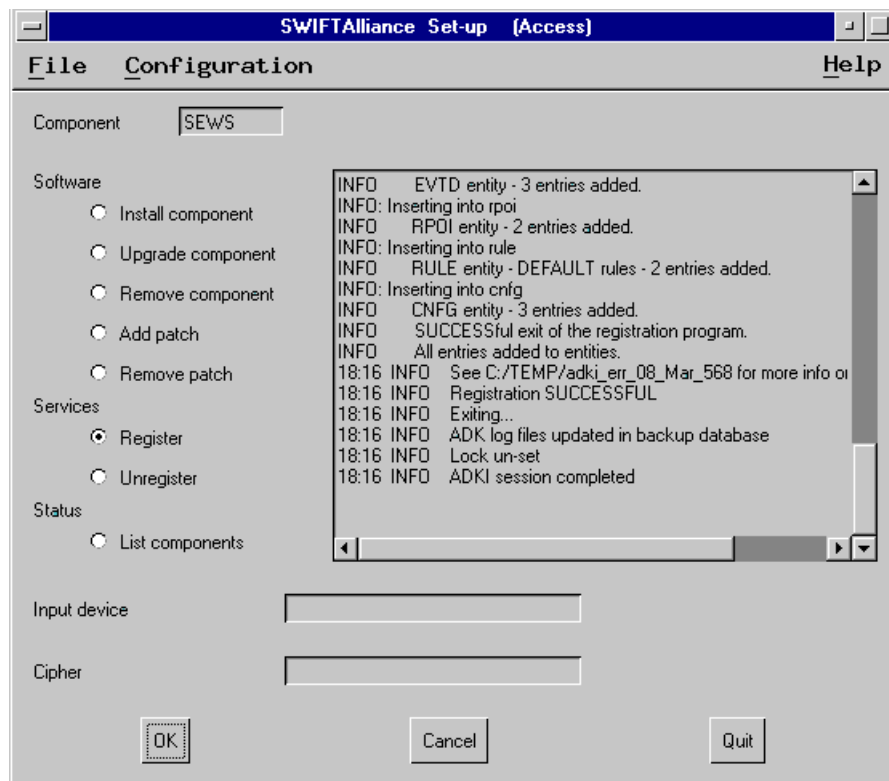 SWIFTAlliance Set-up (Access)
File Configuration Help
Component SEWS
Software
Install component
Upgrade component
Remove component
Add patch
Remove patch
Services
Register
Unregister
Status
List components
INFO EVTD entity - 3 entries added.
INFO: Inserting into rpoi
INFO RPOI entity - 2 entries added.
INFO: Inserting into rule
INFO RULE entity - DEFAULT rules - 2 entries added.
INFO: Inserting into cnfg
INFO CNFG entity - 3 entries added.
INFO SUCCESSful exit of the registration program.
INFO All entries added to entities.
18:16 INFO See C:/TEMP/adki_err_08_Mar_568 for more info or
18:16 INFO Registration SUCCESSFUL
18:16 INFO Exiting...
18:16 INFO ADK log files updated in backup database
18:16 INFO Lock un-set
18:16 INFO ADKI session completed
Input device
Cipher
OK Cancel Quit